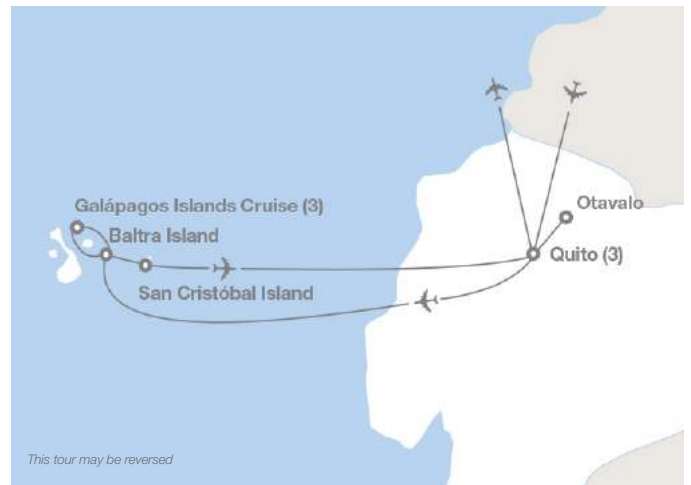 Otavalo
Galápagos Islands Cruise (3)
Baltra Island
Quito (3)
San Cristóbal Island
This tour may be reversed